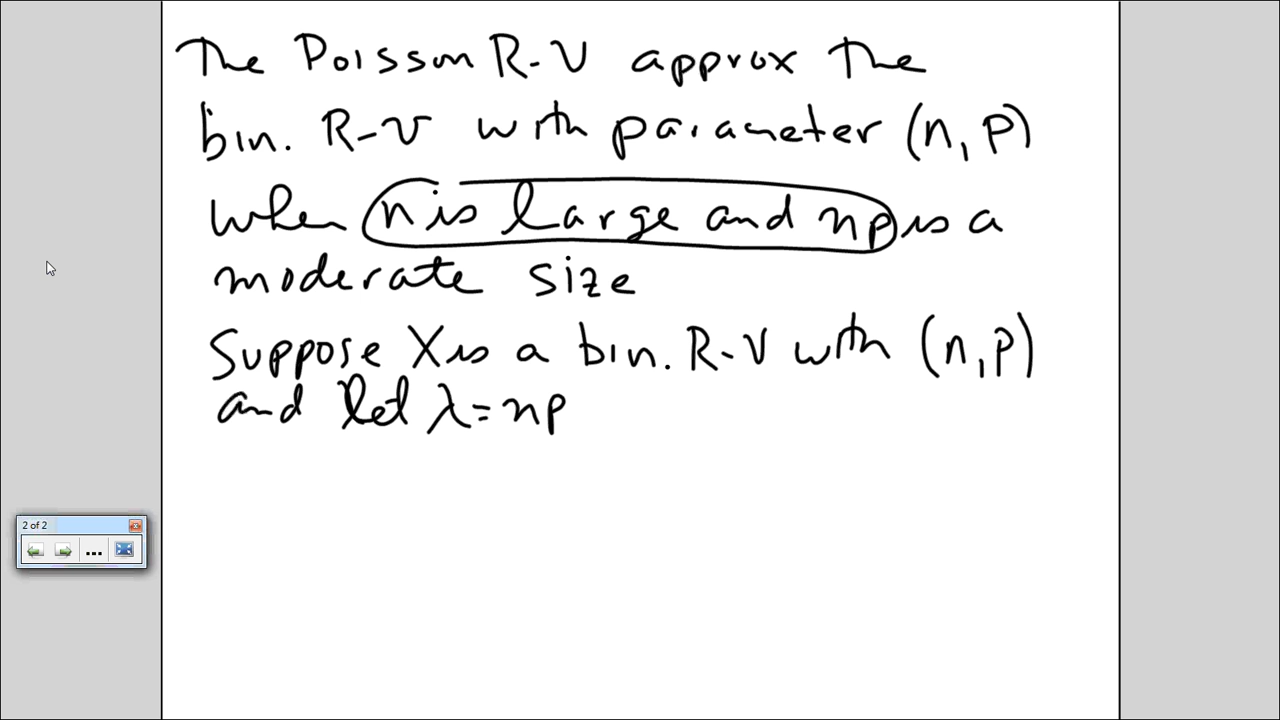 The Poisson R-V approx the
bin. R-V with parameter (n, p)
when n is large and np is a
moderate size
Suppose X is a bin. R-V with (n, p)
and let λ = np
2 of 2
...